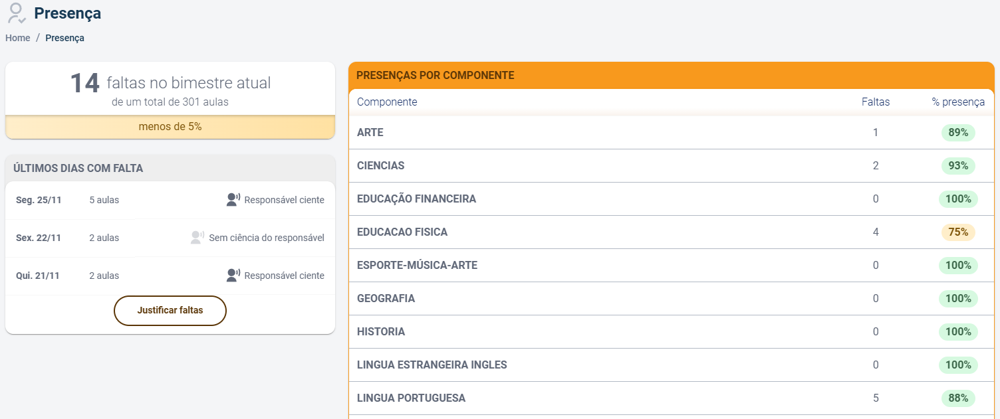 Presença
Home / Presença
14 faltas no bimestre atual
de um total de 301 aulas
menos de 5%
ÚLTIMOS DIAS COM FALTA
Seg. 25/11 5 aulas Responsável ciente
Sex. 22/11 2 aulas Sem ciência do responsável
Qui. 21/11 2 aulas Responsável ciente
Justificar faltas
PRESENÇAS POR COMPONENTE
Componente Faltas % presença
ARTE 1 89%
CIENCIAS 2 93%
EDUCAÇÃO FINANCEIRA 0 100%
EDUCACAO FISICA 4 75%
ESPORTE-MÚSICA-ARTE 0 100%
GEOGRAFIA 0 100%
HISTORIA 0 100%
LINGUA ESTRANGEIRA INGLES 0 100%
LINGUA PORTUGUESA 5 88%